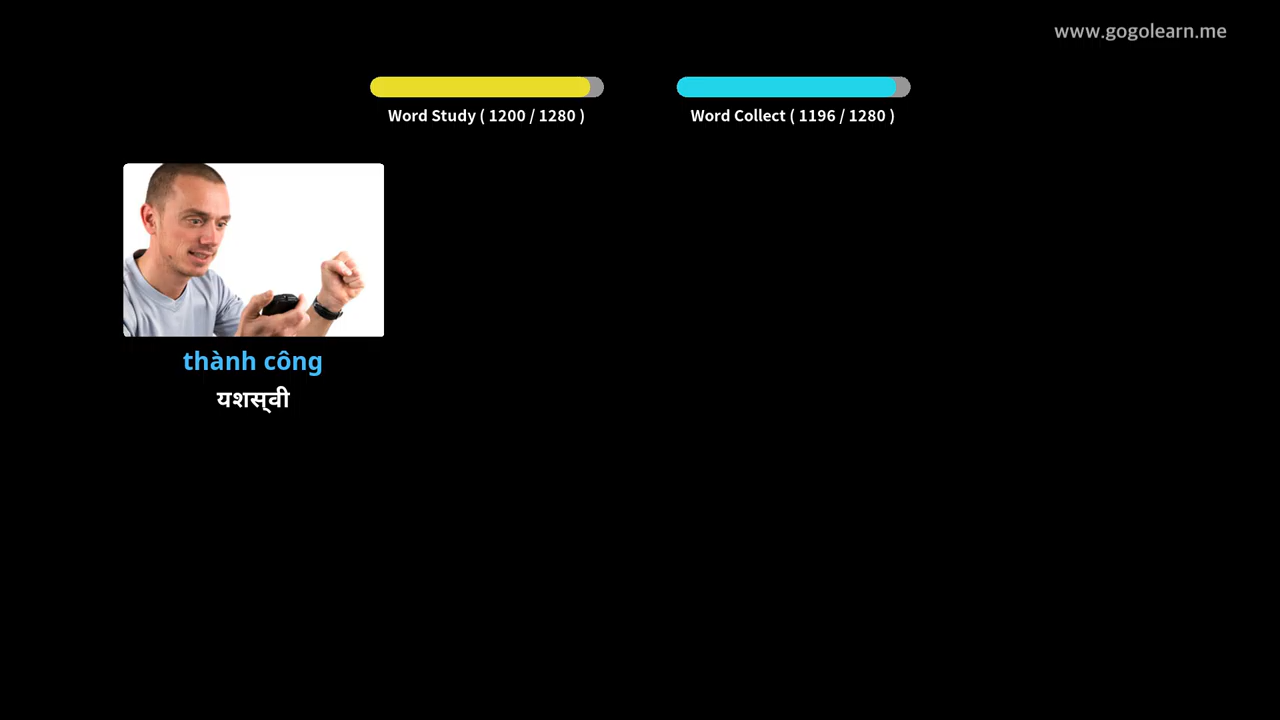 www.gogolearn.me
Word Study ( 1200 / 1280 )
Word Collect ( 1196 / 1280 )
thành công
यशस्‌वी